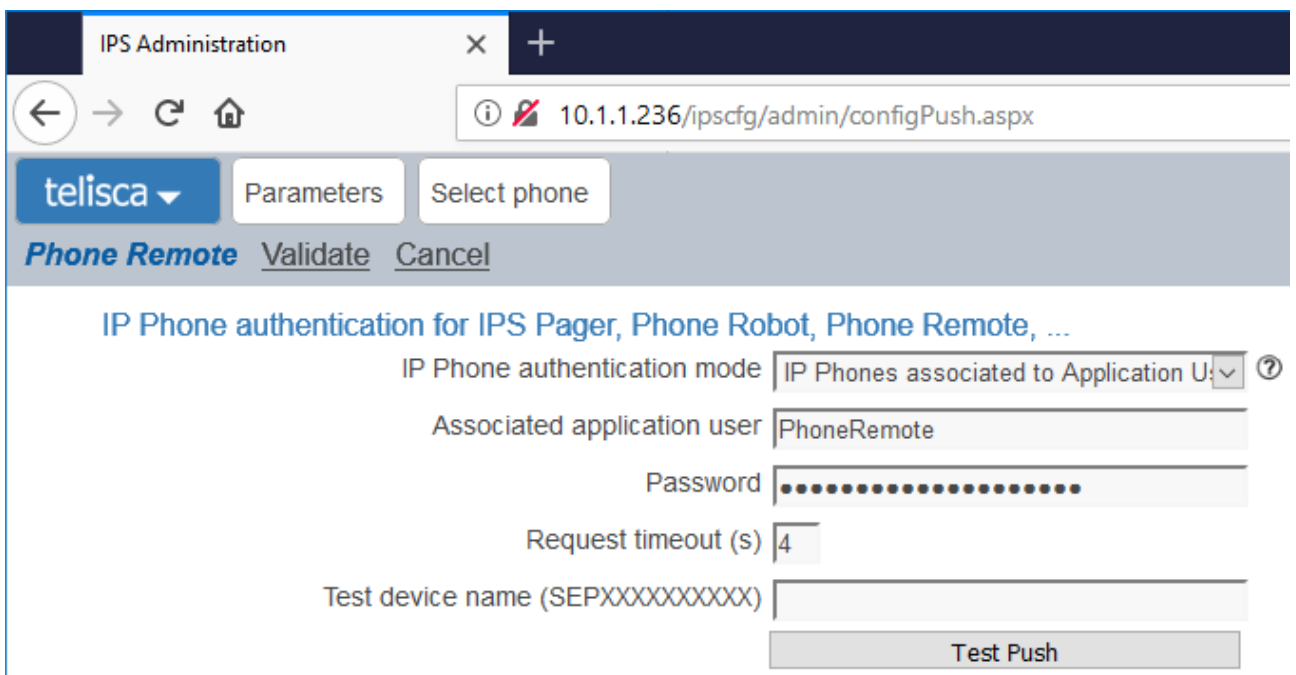 IPS Administration
10.1.1.236/ipscfg/admin/configPush.aspx
telisca Parameters Select phone
Phone Remote Validate Cancel
IP Phone authentication for IPS Pager, Phone Robot, Phone Remote, ...
IP Phone authentication mode IP Phones associated to Application Us
Associated application user PhoneRemote
Password ••••••••••••••••••••
Request timeout (s) 4
Test device name (SEPXXXXXXXXXX)
Test Push